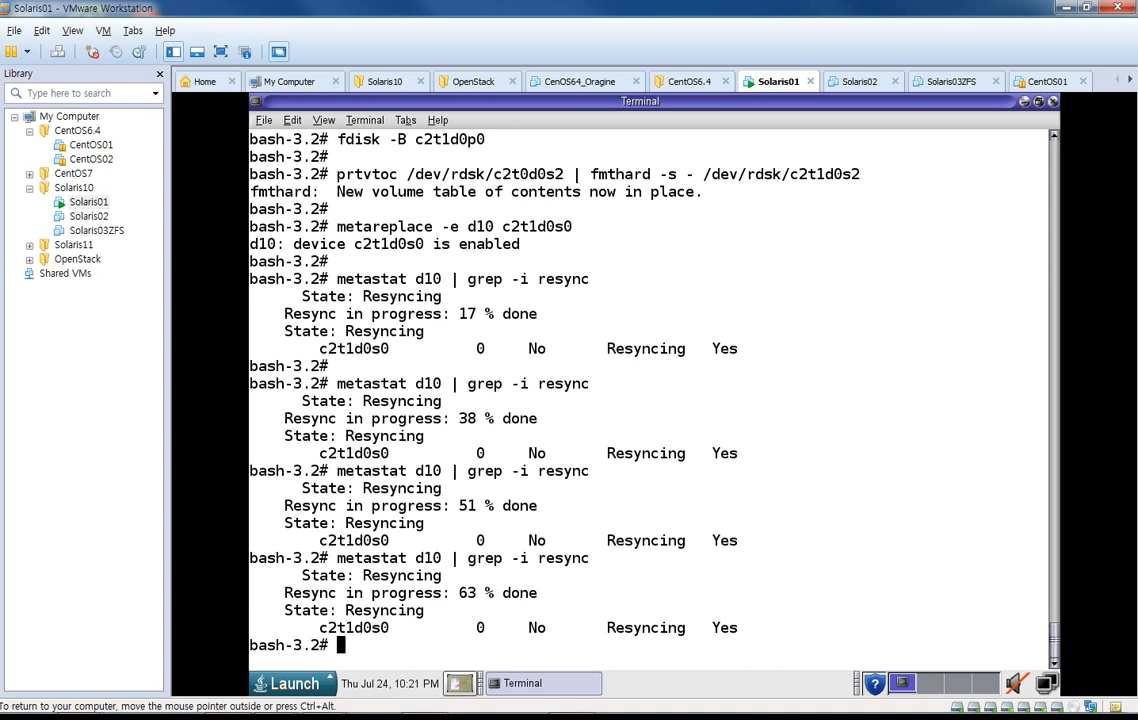 Solaris01 - VMware Workstation
File Edit View VM Tabs Help
Library
Type here to search
My Computer
CentOS6.4
CentOS01
CentOS02
CentOS7
Solaris10
Solaris01
Solaris02
Solaris03ZFS
Solaris11
OpenStack
Shared VMs
Home My Computer Solaris10 OpenStack CenOS64_Oragine CentOS6.4 Solaris01 Solaris02 Solaris03ZFS CentOS01
Terminal
File Edit View Terminal Tabs Help
bash-3.2# fdisk -B c2t1d0p0
bash-3.2#
bash-3.2# prtvtoc /dev/rdsk/c2t0d0s2 | fmthard -s - /dev/rdsk/c2t1d0s2
fmthard:  New volume table of contents now in place.
bash-3.2#
bash-3.2# metareplace -e d10 c2t1d0s0
d10: device c2t1d0s0 is enabled
bash-3.2#
bash-3.2# metastat d10 | grep -i resync
State: Resyncing
Resync in progress: 17 % done
State: Resyncing
c2t1d0s0 0 No Resyncing Yes
bash-3.2#
bash-3.2# metastat d10 | grep -i resync
State: Resyncing
Resync in progress: 38 % done
State: Resyncing
c2t1d0s0 0 No Resyncing Yes
bash-3.2# metastat d10 | grep -i resync
State: Resyncing
Resync in progress: 51 % done
State: Resyncing
c2t1d0s0 0 No Resyncing Yes
bash-3.2# metastat d10 | grep -i resync
State: Resyncing
Resync in progress: 63 % done
State: Resyncing
c2t1d0s0 0 No Resyncing Yes
bash-3.2#
Launch Thu Jul 24, 10:21 PM Terminal
To return to your computer, move the mouse pointer outside or press Ctrl+Alt.